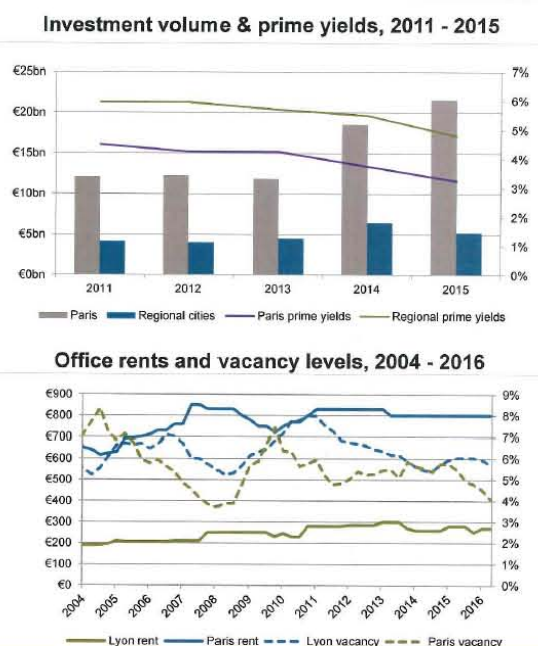 Investment volume & prime yields, 2011 - 2015
€25bn
7%
€20bn
6%
5%
€15bn
4%
€10bn
3%
2%
€5bn
1%
€0bn
0%
2011 2012 2013 2014 2015
Paris Regional cities Paris prime yields Regional prime yields
Office rents and vacancy levels, 2004 - 2016
€900 9%
€800 8%
€700 7%
€600 6%
€500 5%
€400 4%
€300 3%
€200 2%
€100 1%
€0 0%
2004 2005 2006 2007 2008 2009 2010 2011 2012 2013 2014 2015 2016
Lyon rent Paris rent Lyon vacancy Paris vacancy